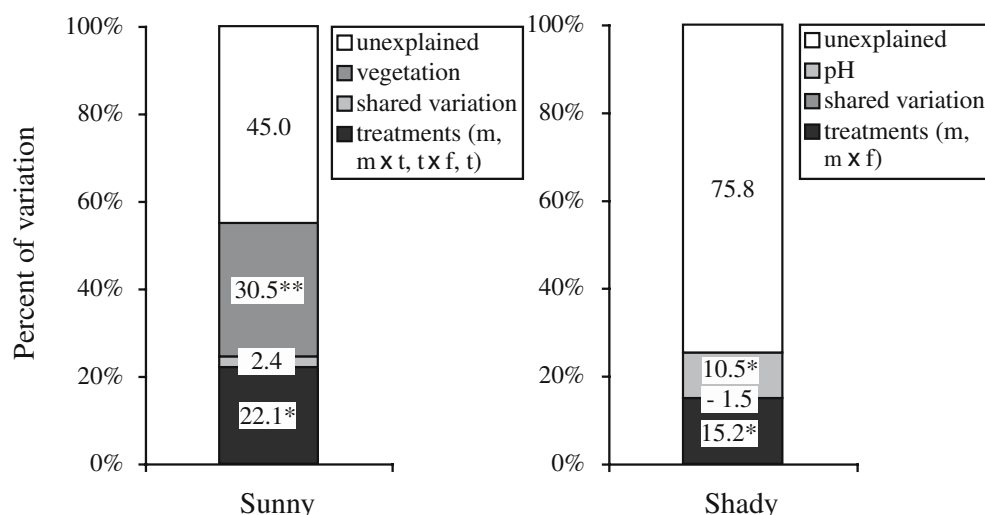 Percent of variation
100%
80%
60%
40%
20%
0%
45.0
30.5**
2.4
22.1*
Sunny
unexplained
vegetation
shared variation
treatments (m,
m x t, t x f, t)
100%
80%
60%
40%
20%
0%
75.8
10.5*
- 1.5
15.2*
Shady
unexplained
pH
shared variation
treatments (m,
m x f)